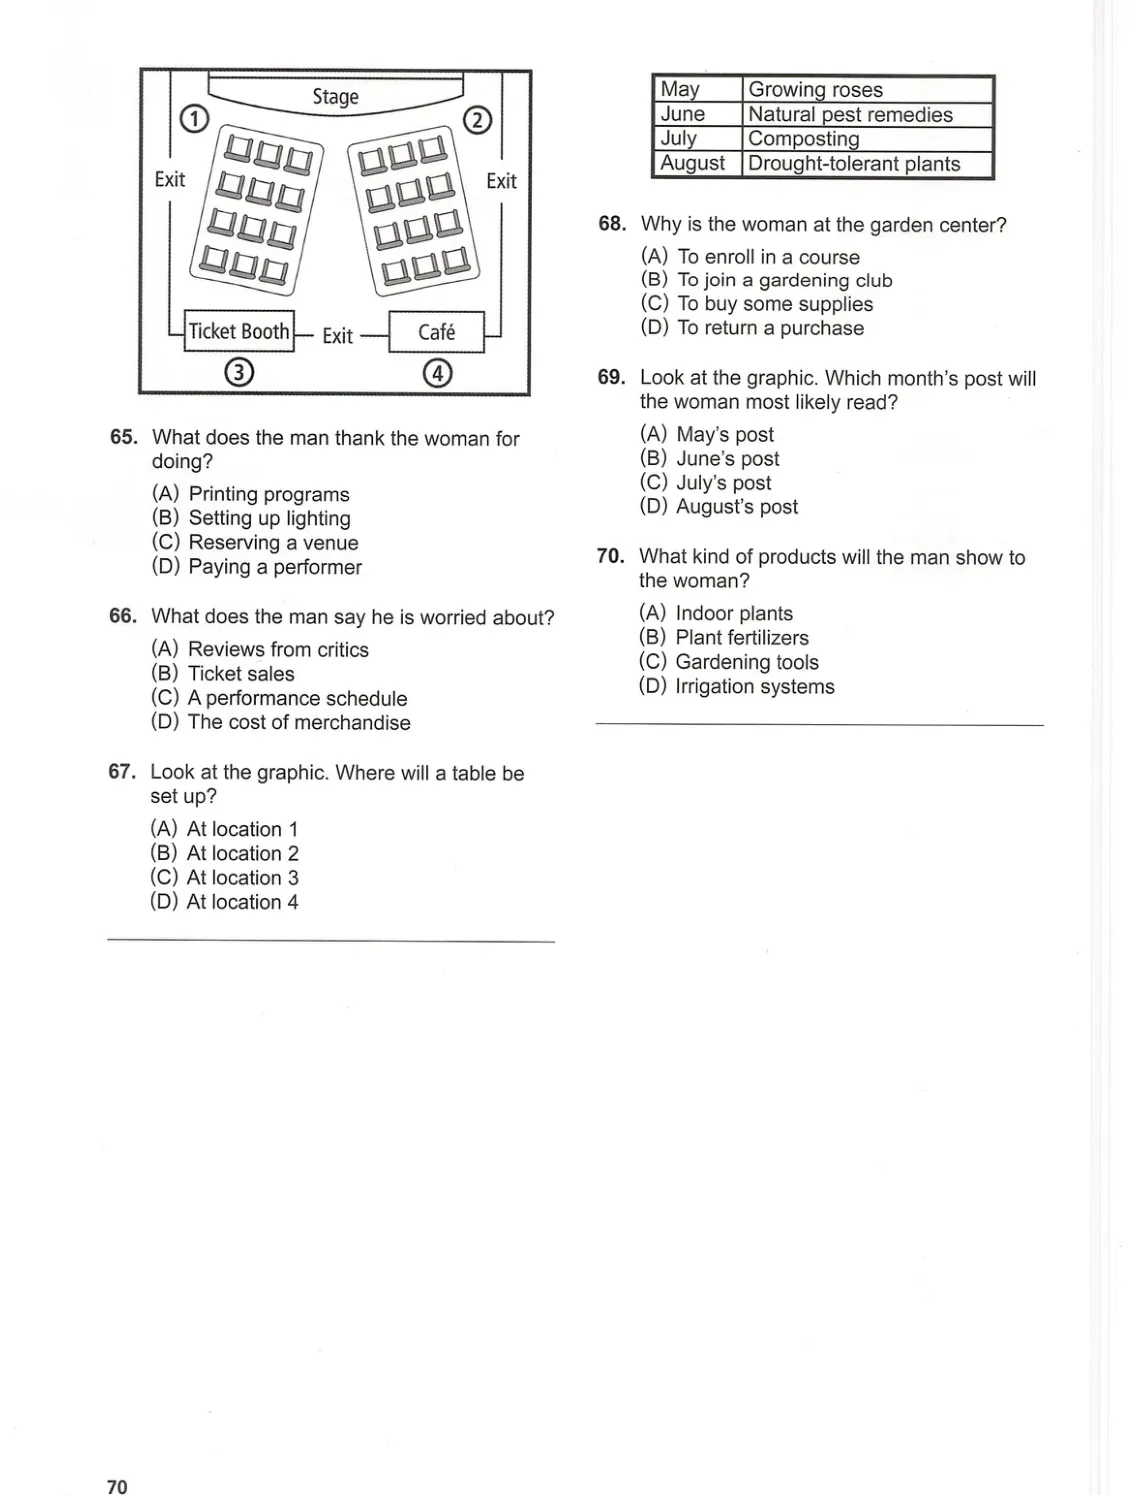 Stage
1
2
Exit
Exit
Ticket Booth
Exit
Café
3
4
65. What does the man thank the woman for
doing?
(A) Printing programs
(B) Setting up lighting
(C) Reserving a venue
(D) Paying a performer
66. What does the man say he is worried about?
(A) Reviews from critics
(B) Ticket sales
(C) A performance schedule
(D) The cost of merchandise
67. Look at the graphic. Where will a table be
set up?
(A) At location 1
(B) At location 2
(C) At location 3
(D) At location 4
May Growing roses
June Natural pest remedies
July Composting
August Drought-tolerant plants
68. Why is the woman at the garden center?
(A) To enroll in a course
(B) To join a gardening club
(C) To buy some supplies
(D) To return a purchase
69. Look at the graphic. Which month's post will
the woman most likely read?
(A) May's post
(B) June's post
(C) July's post
(D) August's post
70. What kind of products will the man show to
the woman?
(A) Indoor plants
(B) Plant fertilizers
(C) Gardening tools
(D) Irrigation systems
70